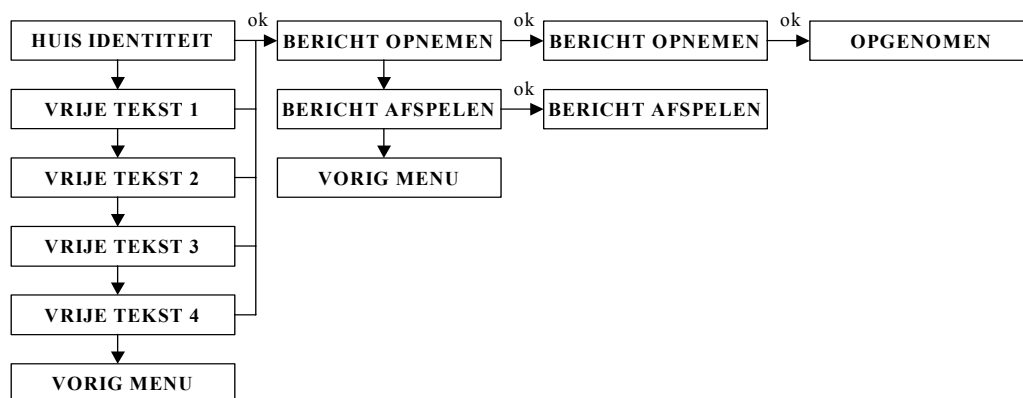 ok
ok
ok
HUIS IDENTITEIT
BERICHT OPNEMEN
BERICHT OPNEMEN
OPGENOMEN
ok
VRIJE TEKST 1
BERICHT AFSPELEN
BERICHT AFSPELEN
VRIJE TEKST 2
VORIG MENU
VRIJE TEKST 3
VRIJE TEKST 4
VORIG MENU